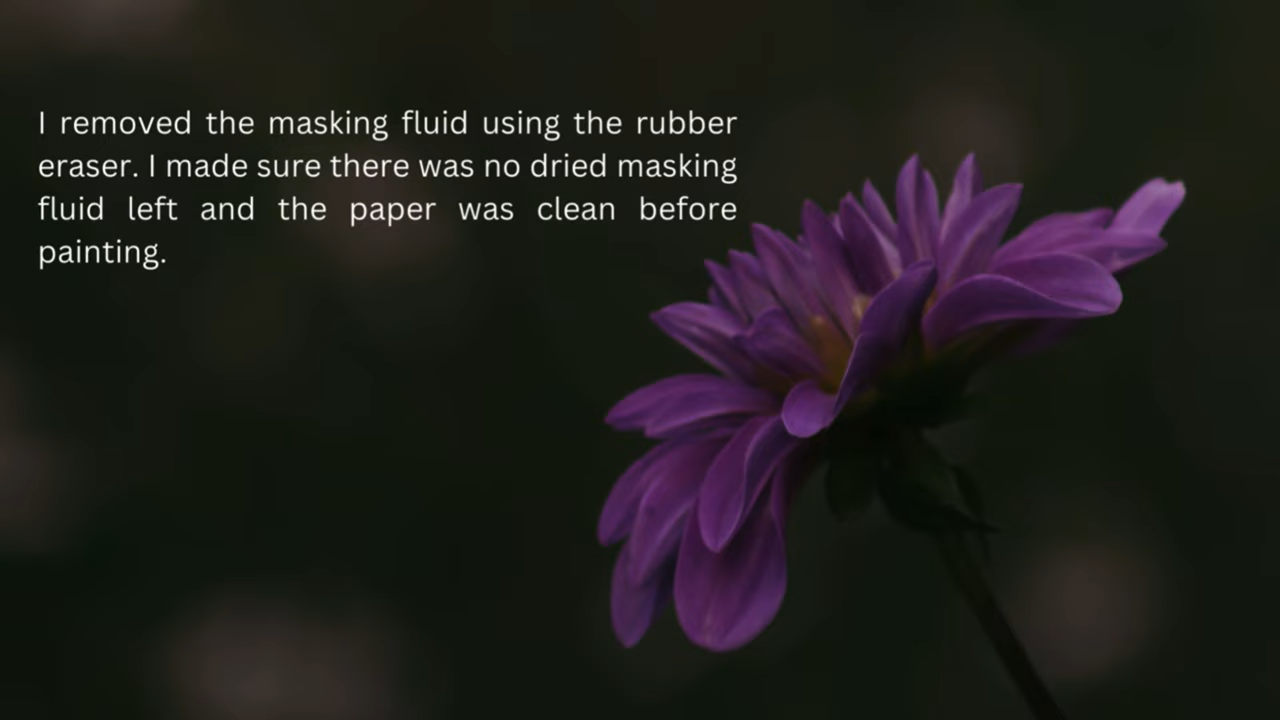 I removed the masking fluid using the rubber
eraser. I made sure there was no dried masking
fluid left and the paper was clean before
painting.